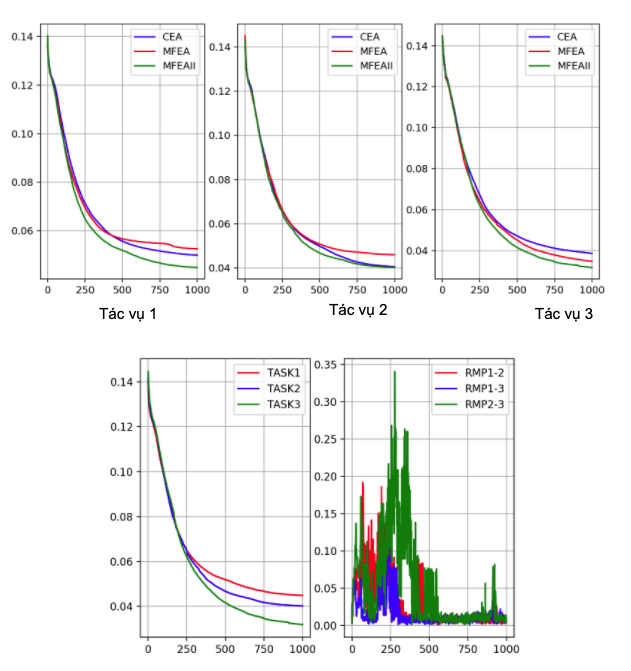 0.14
0.12
0.10
0.08
0.06
0 250 500 750 1000
CEA
MFEA
MFEAII
Tác vụ 1
0.14
0.12
0.10
0.08
0.06
0.04
0 250 500 750 1000
CEA
MFEA
MFEAII
Tác vụ 2
0.14
0.12
0.10
0.08
0.06
0.04
0 250 500 750 1000
CEA
MFEA
MFEAII
Tác vụ 3
0.14
0.12
0.10
0.08
0.06
0.04
0 250 500 750 1000
TASK1
TASK2
TASK3
0.35
0.30
0.25
0.20
0.15
0.10
0.05
0.00
0 250 500 750 1000
RMP1-2
RMP1-3
RMP2-3